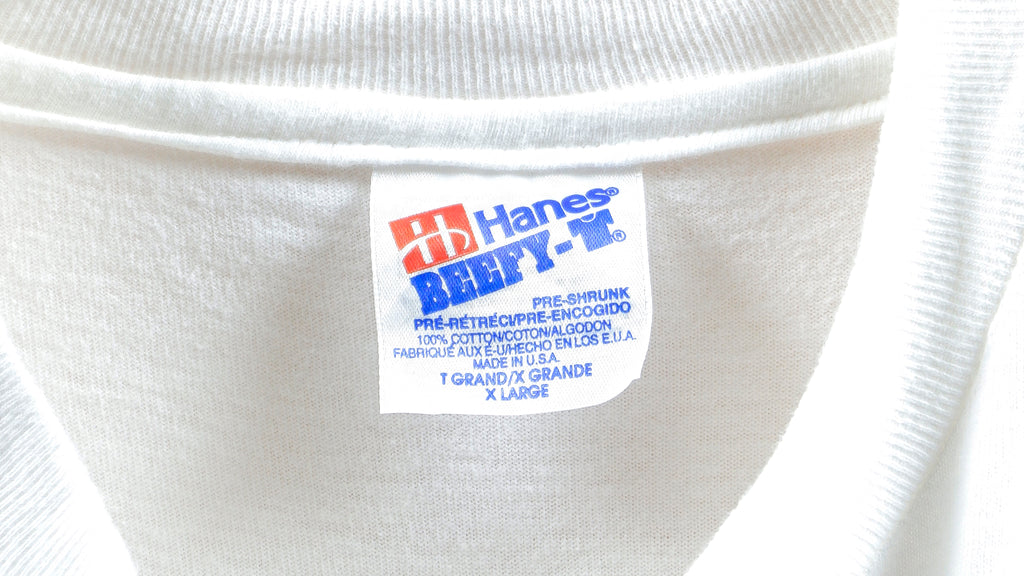 Hanes®
BEEFY-T®
PRE-SHRUNK
PRÉ-RÉTRÉCI/PRE-ENCOGIDO
100% COTTON/COTON/ALGODON
FABRIQUÉ AUX É-U/HECHO EN LOS E.U.A.
MADE IN U.S.A.
T GRAND/X GRANDE
X LARGE